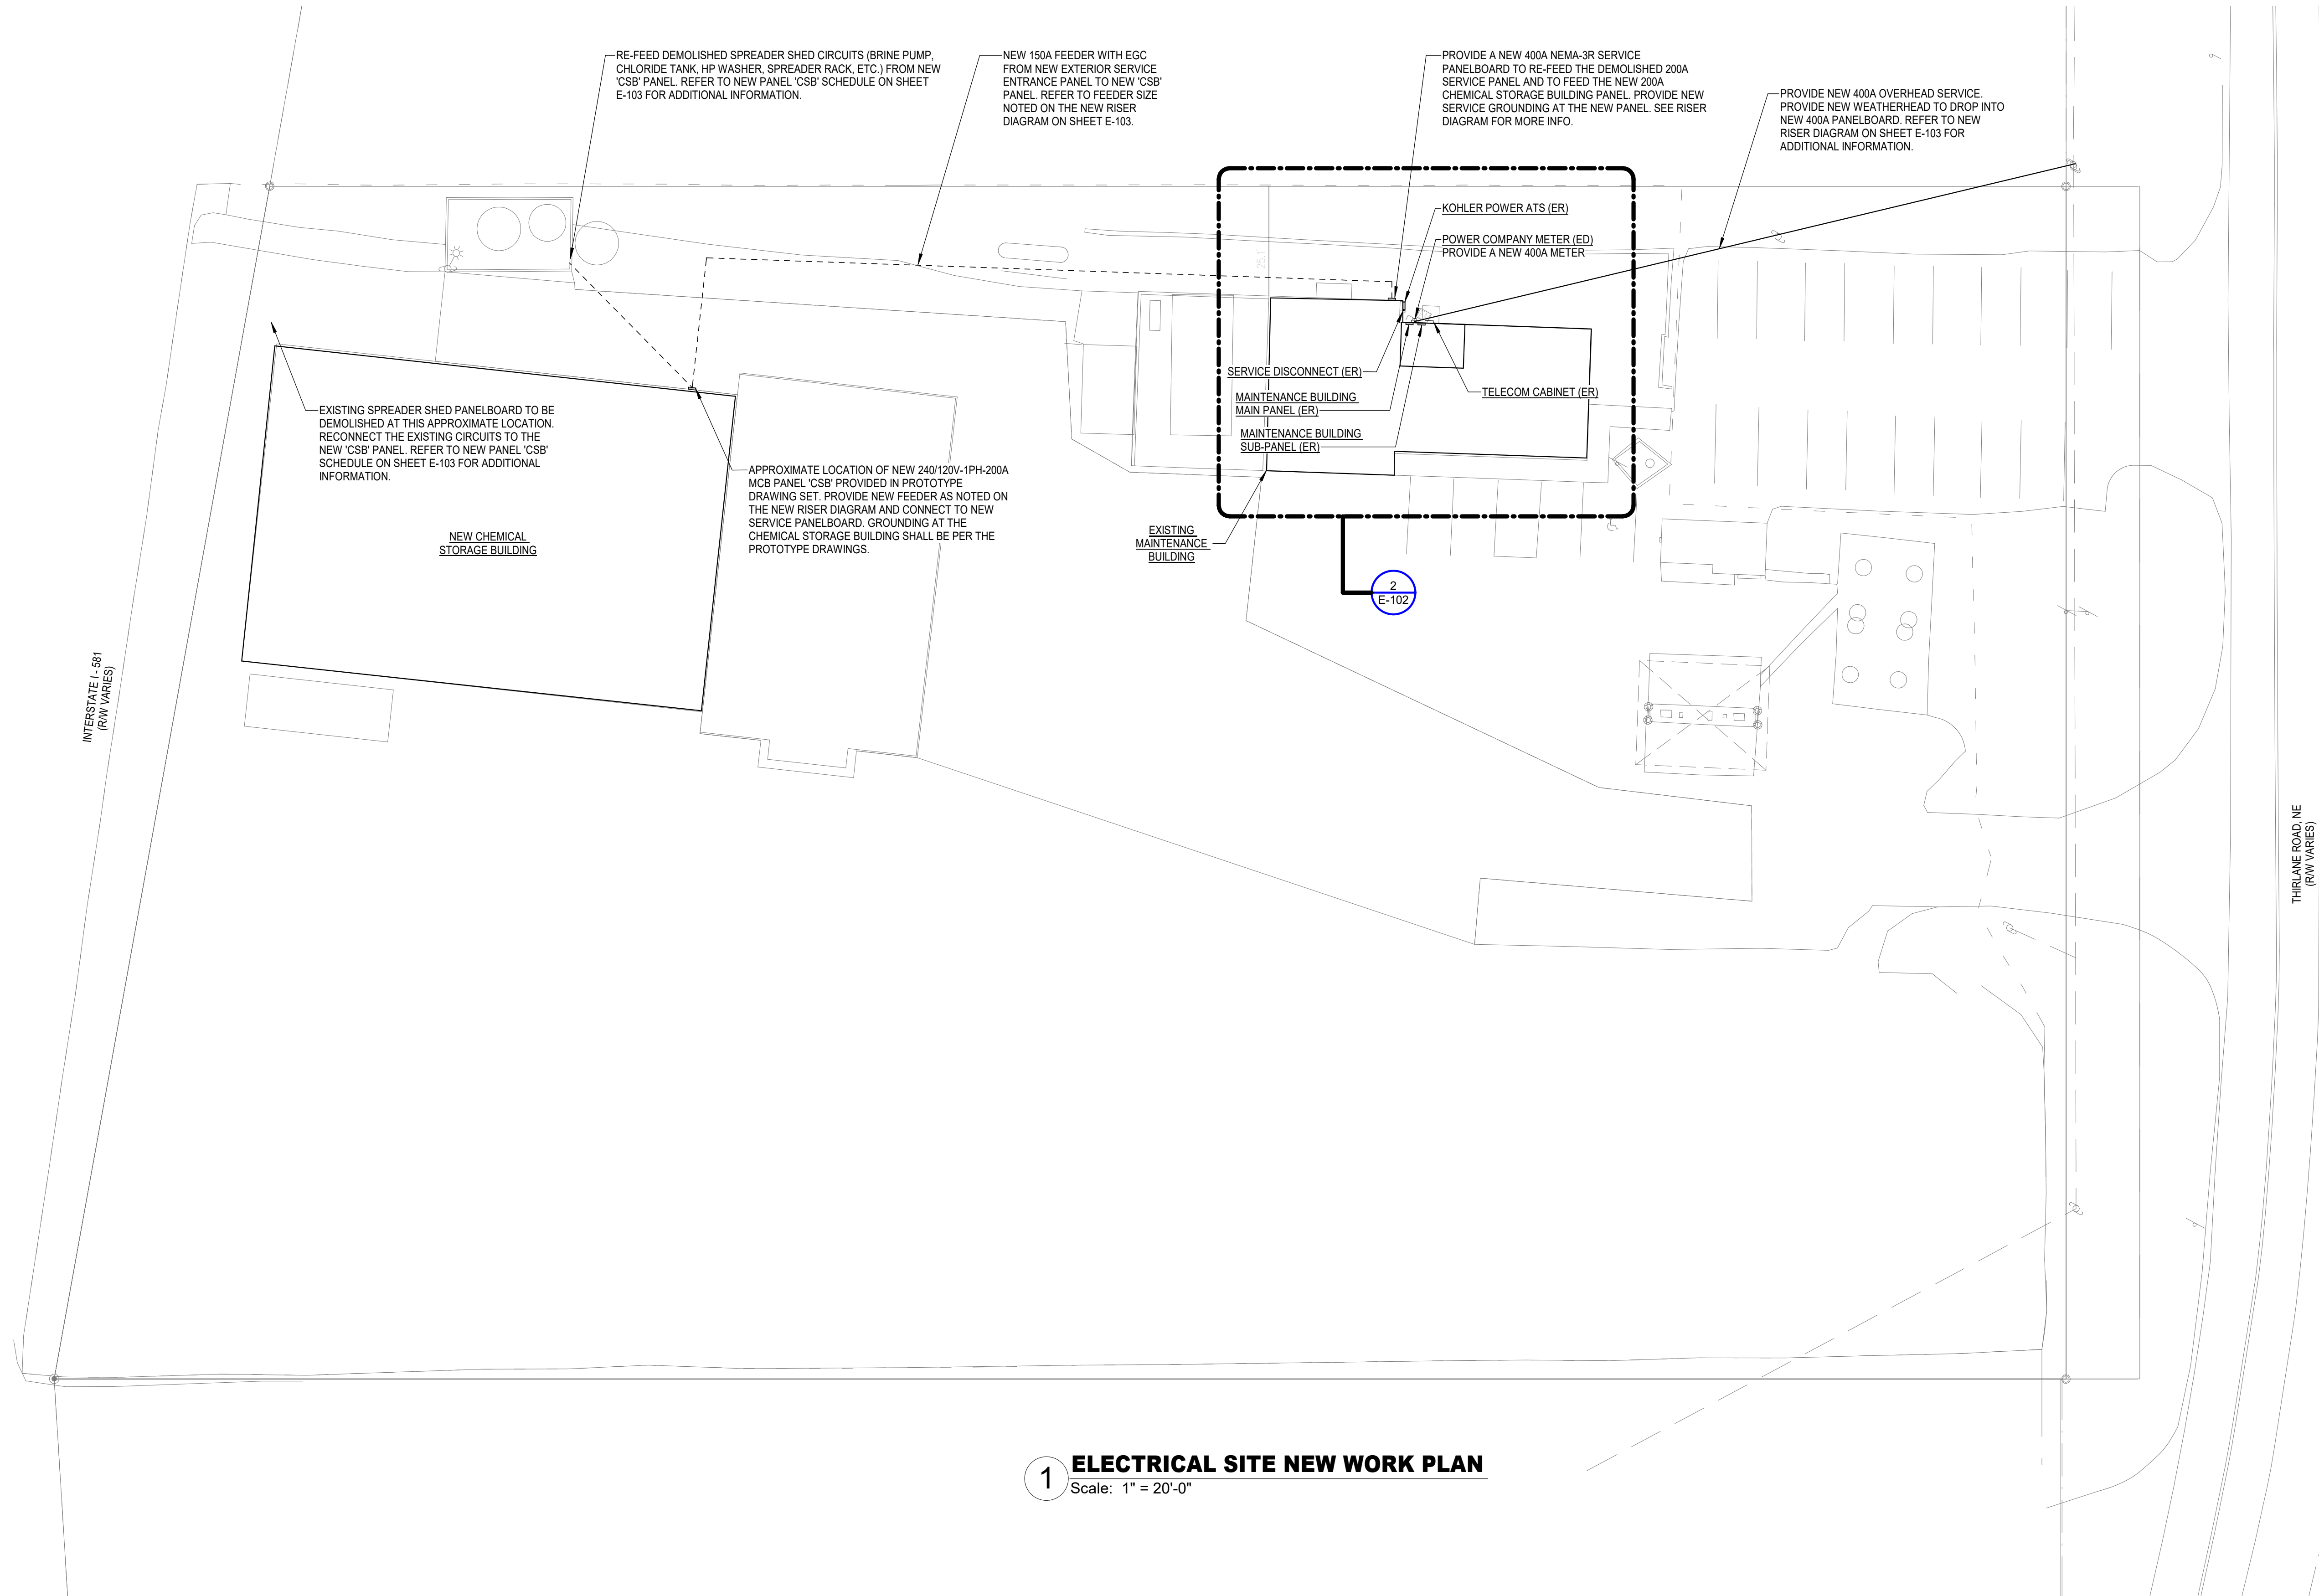 RE-FEED DEMOLISHED SPREADER SHED CIRCUITS (BRINE PUMP,
CHLORIDE TANK, HP WASHER, SPREADER RACK, ETC.) FROM NEW
'CSB' PANEL. REFER TO NEW PANEL 'CSB' SCHEDULE ON SHEET
E-103 FOR ADDITIONAL INFORMATION.
NEW 150A FEEDER WITH EGC
FROM NEW EXTERIOR SERVICE
ENTRANCE PANEL TO NEW 'CSB'
PANEL. REFER TO FEEDER SIZE
NOTED ON THE NEW RISER
DIAGRAM ON SHEET E-103.
PROVIDE A NEW 400A NEMA-3R SERVICE
PANELBOARD TO RE-FEED THE DEMOLISHED 200A
SERVICE PANEL AND TO FEED THE NEW 200A
CHEMICAL STORAGE BUILDING PANEL. PROVIDE NEW
SERVICE GROUNDING AT THE NEW PANEL. SEE RISER
DIAGRAM FOR MORE INFO.
PROVIDE NEW 400A OVERHEAD SERVICE.
PROVIDE NEW WEATHERHEAD TO DROP INTO
NEW 400A PANELBOARD. REFER TO NEW
RISER DIAGRAM ON SHEET E-103 FOR
ADDITIONAL INFORMATION.
KOHLER POWER ATS (ER)
POWER COMPANY METER (ED)
PROVIDE A NEW 400A METER
SERVICE DISCONNECT (ER)
MAINTENANCE BUILDING
MAIN PANEL (ER)
MAINTENANCE BUILDING
SUB-PANEL (ER)
TELECOM CABINET (ER)
EXISTING SPREADER SHED PANELBOARD TO BE
DEMOLISHED AT THIS APPROXIMATE LOCATION.
RECONNECT THE EXISTING CIRCUITS TO THE
NEW 'CSB' PANEL. REFER TO NEW PANEL 'CSB'
SCHEDULE ON SHEET E-103 FOR ADDITIONAL
INFORMATION.
APPROXIMATE LOCATION OF NEW 240/120V-1PH-200A
MCB PANEL 'CSB' PROVIDED IN PROTOTYPE
DRAWING SET. PROVIDE NEW FEEDER AS NOTED ON
THE NEW RISER DIAGRAM AND CONNECT TO NEW
SERVICE PANELBOARD. GROUNDING AT THE
CHEMICAL STORAGE BUILDING SHALL BE PER THE
PROTOTYPE DRAWINGS.
NEW CHEMICAL
STORAGE BUILDING
EXISTING
MAINTENANCE
BUILDING
2
E-102
INTERSTATE I - 581
(R/W VARIES)
THIRLANE ROAD, NE
(R/W VARIES)
1
ELECTRICAL SITE NEW WORK PLAN
Scale: 1" = 20'-0"